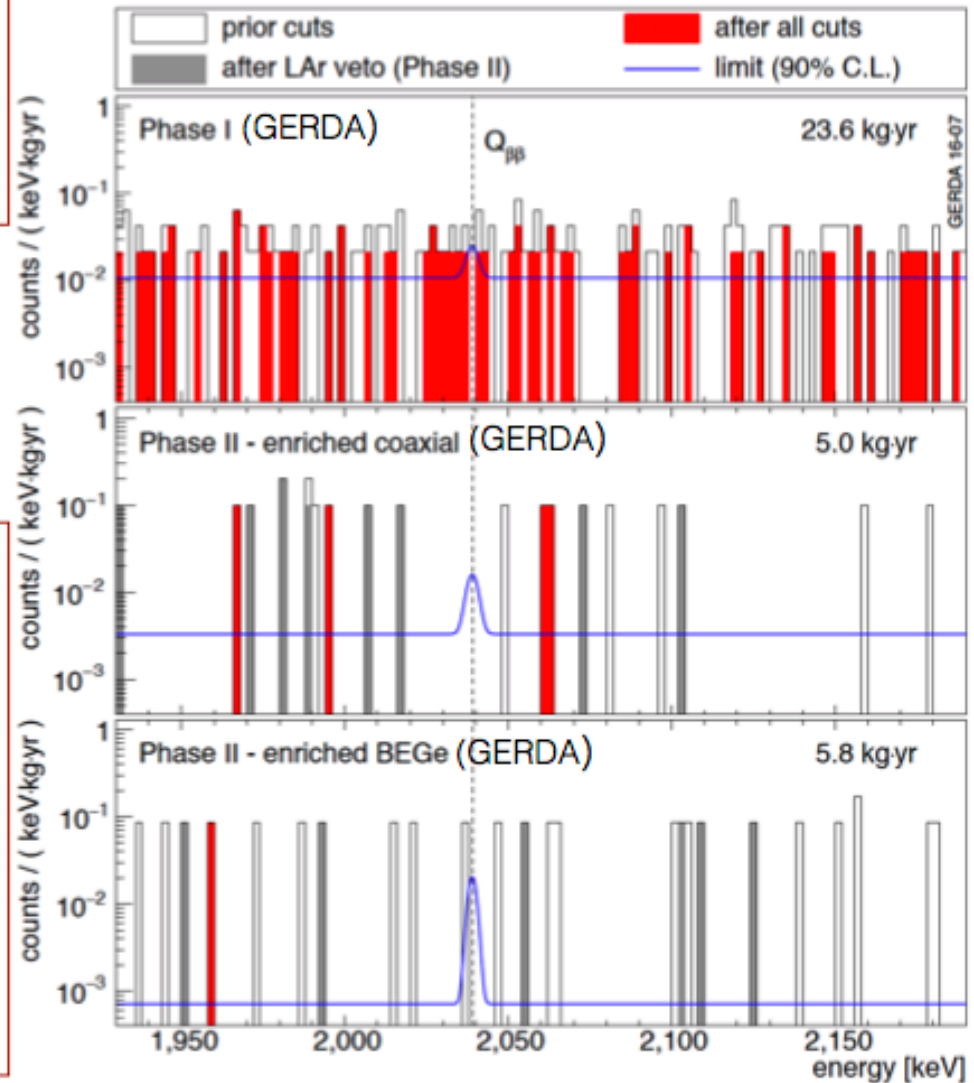 prior cuts after all cuts
after LAr veto (Phase II) limit (90% C.L.)
counts / ( keV·kg·yr )
1
10⁻¹
10⁻²
10⁻³
Phase I (GERDA) Qββ 23.6 kg·yr
GERDA 16-07
counts / ( keV·kg·yr )
1
10⁻¹
10⁻²
10⁻³
Phase II - enriched coaxial (GERDA) 5.0 kg·yr
counts / ( keV·kg·yr )
1
10⁻¹
10⁻²
10⁻³
Phase II - enriched BEGe (GERDA) 5.8 kg·yr
1,950 2,000 2,050 2,100 2,150
energy [keV]